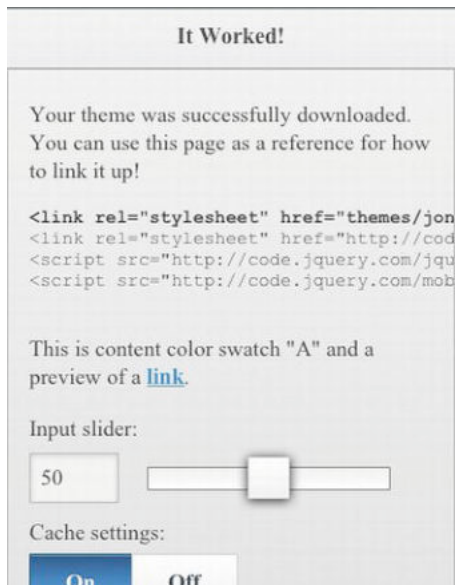 It Worked!
Your theme was successfully downloaded.
You can use this page as a reference for how
to link it up!
<link rel="stylesheet" href="themes/jon
<link rel="stylesheet" href="http://cod
<script src="http://code.jquery.com/jqu
<script src="http://code.jquery.com/mob
This is content color swatch "A" and a
preview of a link.
Input slider:
50
Cache settings:
On Off